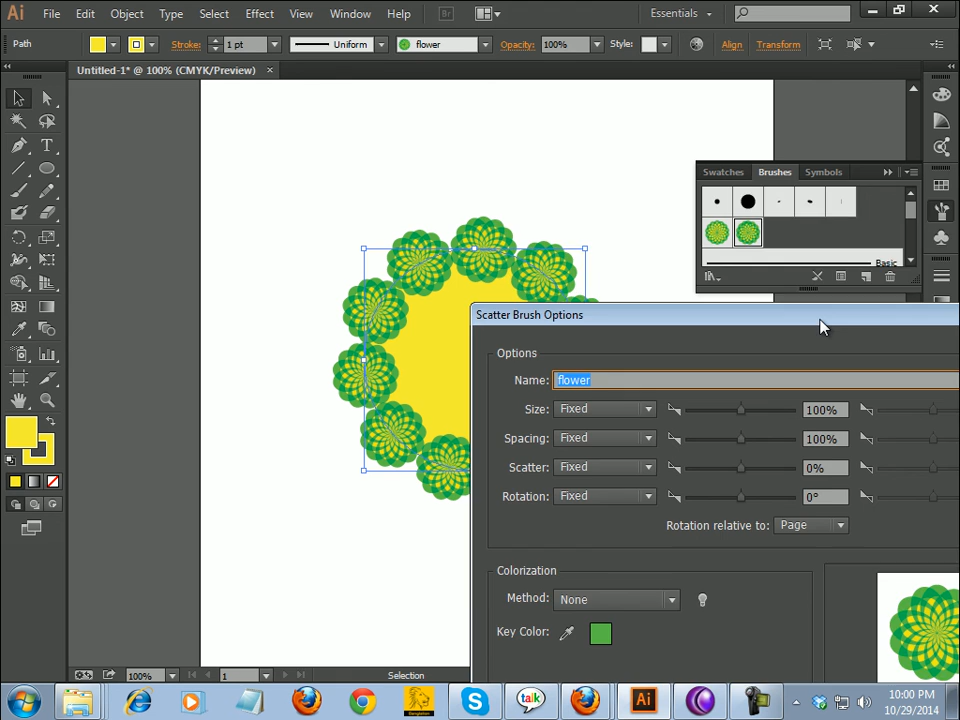 Ai File Edit Object Type Select Effect View Window Help Br Essentials
Path Stroke: 1 pt Uniform flower Opacity: 100% Style: Align Transform
Untitled-1* @ 100% (CMYK/Preview)
Swatches Brushes Symbols
Basic
Scatter Brush Options
Options
Name: flower
Size: Fixed 100%
Spacing: Fixed 100%
Scatter: Fixed 0%
Rotation: Fixed 0°
Rotation relative to: Page
Colorization
Method: None
Key Color:
100% 1 Selection
talk Ai 10:00 PM
10/29/2014